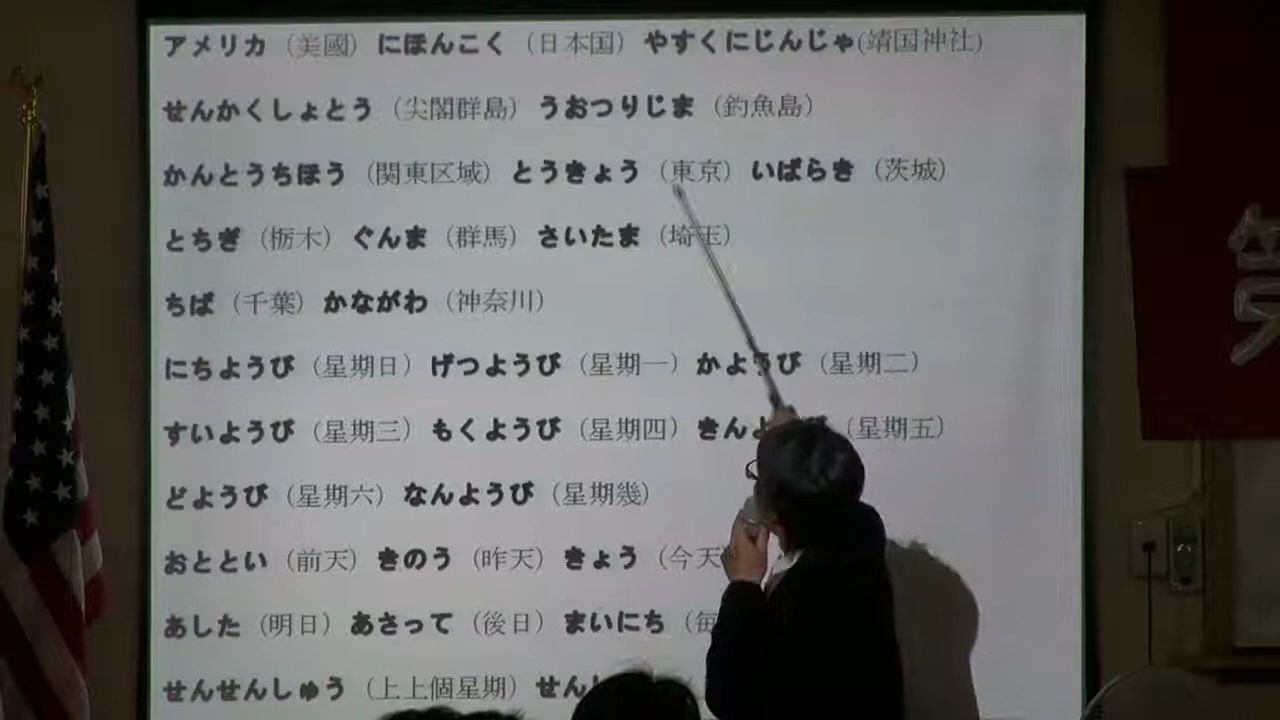 アメリカ（美國）にほんこく（日本国）やすくにじんじゃ(靖国神社)
せんかくしょとう（尖閣群島）うおつりじま（釣魚島）
かんとうちほう（関東区域）とうきょう（東京）いばらき（茨城）
とちぎ（栃木）ぐんま（群馬）さいたま（埼玉）
ちば（千葉）かながわ（神奈川）
にちようび（星期日）げつようび（星期一）かようび（星期二）
すいようび（星期三）もくようび（星期四）きんようび（星期五）
どようび（星期六）なんようび（星期幾）
おととい（前天）きのう（昨天）きょう（今天
あした（明日）あさって（後日）まいにち（毎
せんせんしゅう（上上個星期）せん